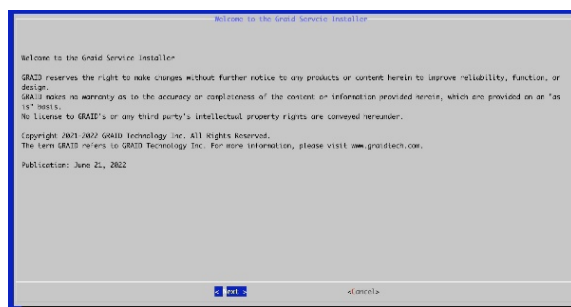 Welcome to the Graid Servcie Installer
Welcome to the Graid Service Installer
GRAID reserves the right to make changes without further notice to any products or content herein to improve reliability, function, or
design.
GRAID makes no warranty as to the accuracy or completeness of the content or information provided herein, which are provided on an "as
is" basis.
No license to GRAID's or any third party's intellectual property rights are conveyed hereunder.
Copyright 2021-2022 GRAID Technology Inc. All Rights Reserved.
The term GRAID refers to GRAID Technology Inc. For more information, please visit www.graidtech.com.
Publication: June 21, 2022
< Next > <Cancel>